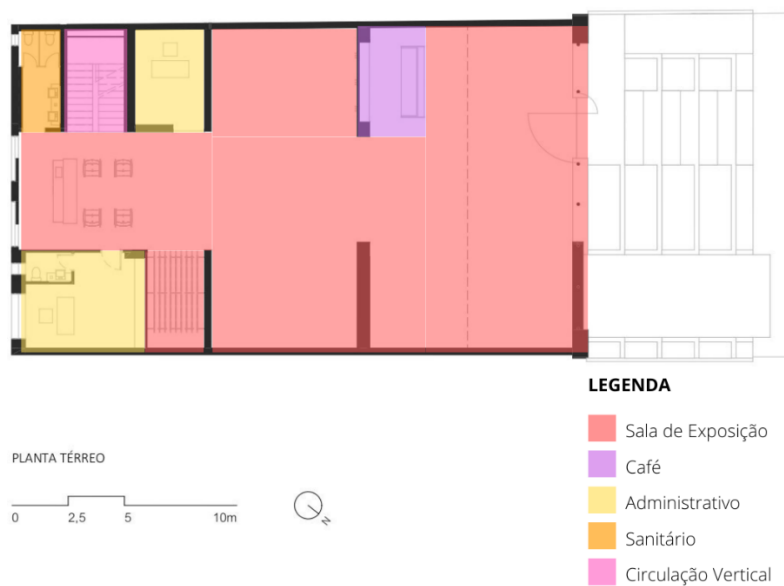 LEGENDA
Sala de Exposição
Café
Administrativo
Sanitário
Circulação Vertical
PLANTA TÉRREO
0 2,5 5 10m
N